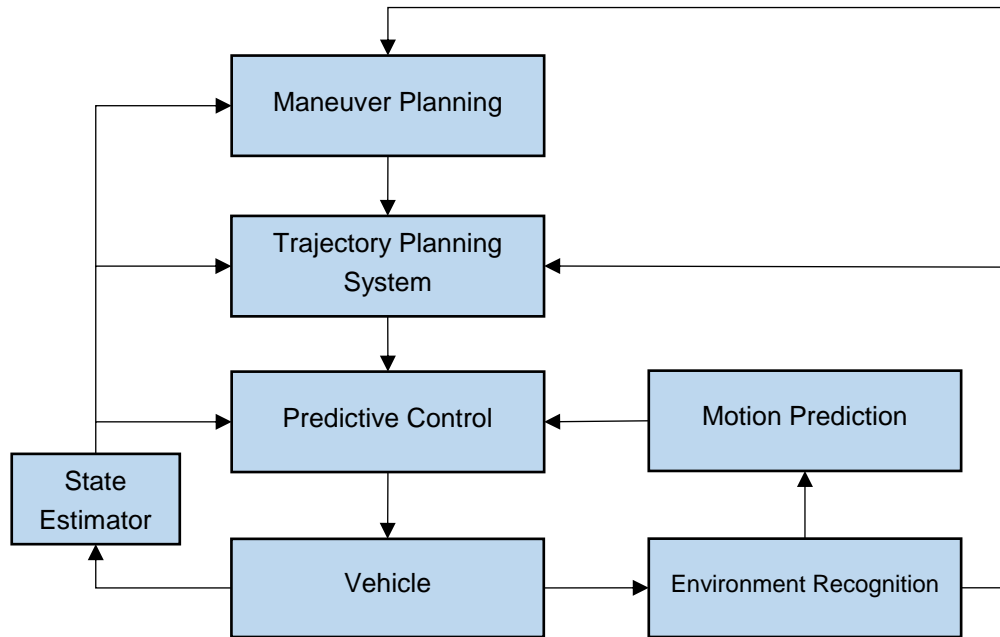 Maneuver Planning
Trajectory Planning
System
Predictive Control
Motion Prediction
State
Estimator
Vehicle
Environment Recognition